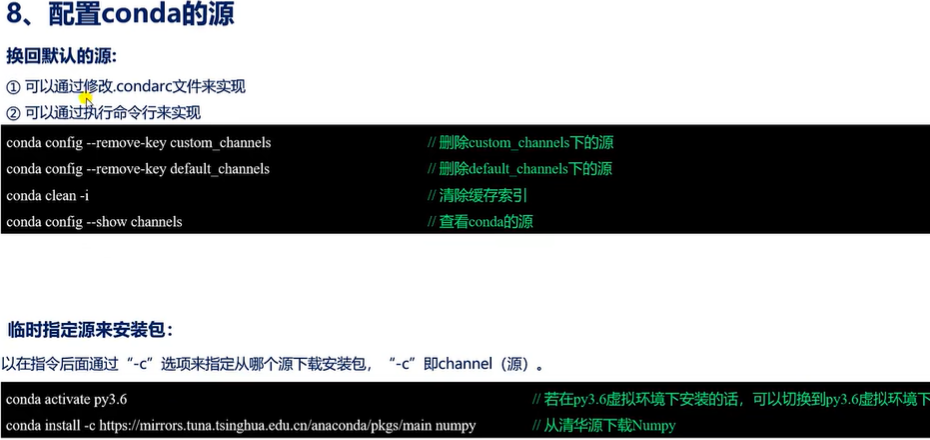 8、配置conda的源
换回默认的源:
① 可以通过修改.condarc文件来实现
② 可以通过执行命令行来实现
conda config --remove-key custom_channels // 删除custom_channels下的源
conda config --remove-key default_channels // 删除default_channels下的源
conda clean -i // 清除缓存索引
conda config --show channels // 查看conda的源
临时指定源来安装包：
以在指令后面通过“-c”选项来指定从哪个源下载安装包，“-c”即channel（源）。
conda activate py3.6 // 若在py3.6虚拟环境下安装的话，可以切换到py3.6虚拟环境下
conda install -c https://mirrors.tuna.tsinghua.edu.cn/anaconda/pkgs/main numpy // 从清华源下载Numpy